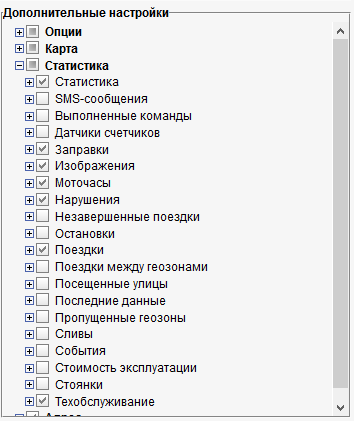 Дополнительные настройки
Опции
Карта
Статистика
Статистика
SMS-сообщения
Выполненные команды
Датчики счетчиков
Заправки
Изображения
Моточасы
Нарушения
Незавершенные поездки
Остановки
Поездки
Поездки между геозонами
Посещенные улицы
Последние данные
Пропущенные геозоны
Сливы
События
Стоимость эксплуатации
Стоянки
Техобслуживание